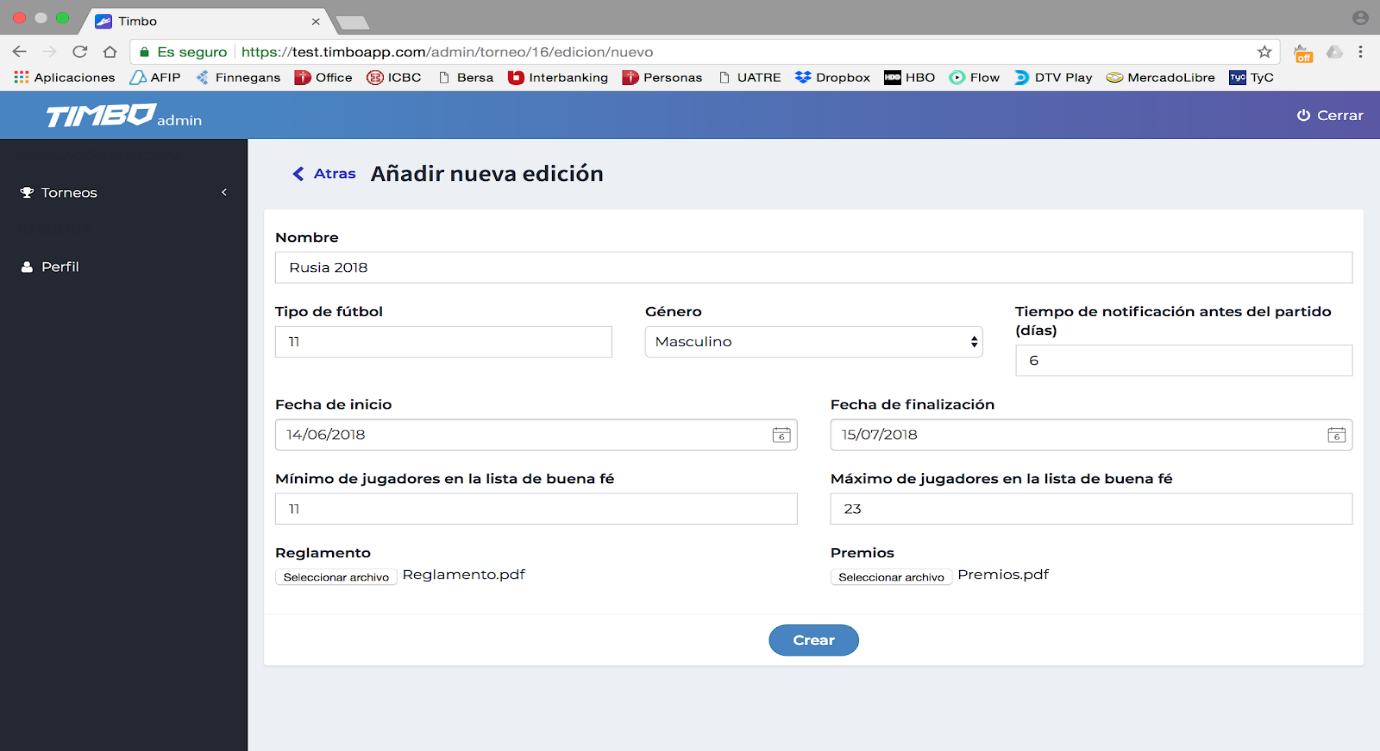 Timbo
Es seguro https://test.timboapp.com/admin/torneo/16/edicion/nuevo
off
Aplicaciones AFIP Finnegans Office ICBC Bersa Interbanking Personas UATRE Dropbox HBO HBO Flow DTV Play MercadoLibre TyC TyC
TIMBO admin Cerrar
Atras Añadir nueva edición
Torneos
Perfil
Nombre
Rusia 2018
Tipo de fútbol Género Tiempo de notificación antes del partido
(días)
11 Masculino 6
Fecha de inicio Fecha de finalización
14/06/2018 6 15/07/2018 6
Mínimo de jugadores en la lista de buena fé Máximo de jugadores en la lista de buena fé
11 23
Reglamento Premios
Seleccionar archivo Reglamento.pdf Seleccionar archivo Premios.pdf
Crear